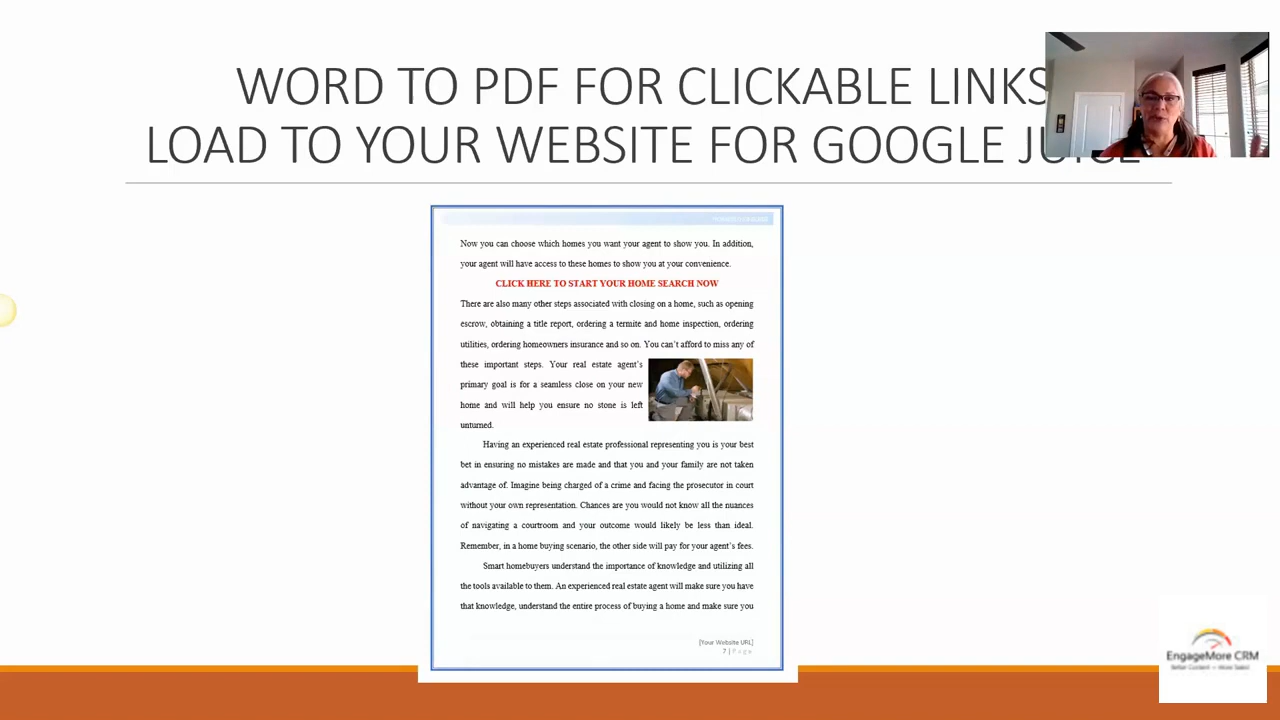 WORD TO PDF FOR CLICKABLE LINKS
LOAD TO YOUR WEBSITE FOR GOOGLE JUICE
Now you can choose which homes you want your agent to show you. In addition,
your agent will have access to these homes to show you at your convenience.
CLICK HERE TO START YOUR HOME SEARCH NOW
There are also many other steps associated with closing on a home, such as opening
escrow, obtaining a title report, ordering a termite and home inspection, ordering
utilities, ordering homeowners insurance and so on. You can't afford to miss any of
these important steps. Your real estate agent's
primary goal is for a seamless close on your new
home and will help you ensure no stone is left
unturned.
Having an experienced real estate professional representing you is your best
bet in ensuring no mistakes are made and that you and your family are not taken
advantage of. Imagine being charged of a crime and facing the prosecutor in court
without your own representation. Chances are you would not know all the nuances
of navigating a courtroom and your outcome would likely be less than ideal.
Remember, in a home buying scenario, the other side will pay for your agent's fees.
Smart homebuyers understand the importance of knowledge and utilizing all
the tools available to them. An experienced real estate agent will make sure you have
that knowledge, understand the entire process of buying a home and make sure you
[Your Website URL]
7 | Page
EngageMore CRM
Better Content = More Sales!